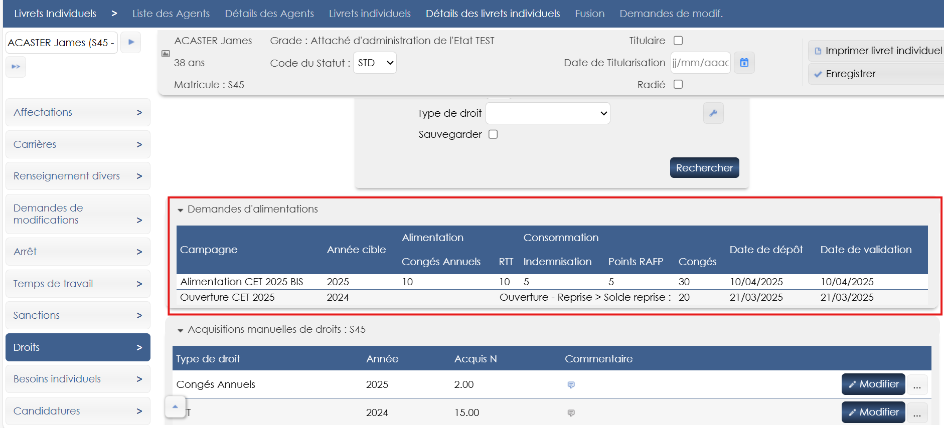 Livrets Individuels > Liste des Agents Détails des Agents Livrets individuels Détails des livrets individuels Fusion Demandes de modif.
ACASTER James (S45 -
ACASTER James Grade : Attaché d'administration de l'Etat TEST Titulaire
38 ans Code du Statut : STD Date de Titularisation jj/mm/aaaa
Matricule : S45 Radié
Imprimer livret individuel
Enregistrer
Affectations >
Carrières >
Renseignement divers >
Demandes de
modifications >
Arrêt >
Temps de travail >
Sanctions >
Droits >
Besoins individuels >
Candidatures >
Type de droit
Sauvegarder
Rechercher
Demandes d'alimentations
Campagne Année cible Alimentation Consommation Date de dépôt Date de validation
Congés Annuels RTT Indemnisation Points RAFP Congés
Alimentation CET 2025 BIS 2025 10 10 5 5 30 10/04/2025 10/04/2025
Ouverture CET 2025 2024 Ouverture - Reprise > Solde reprise : 20 21/03/2025 21/03/2025
Acquisitions manuelles de droits : S45
Type de droit Année Acquis N Commentaire
Congés Annuels 2025 2.00 Modifier ...
T 2024 15.00 Modifier ...